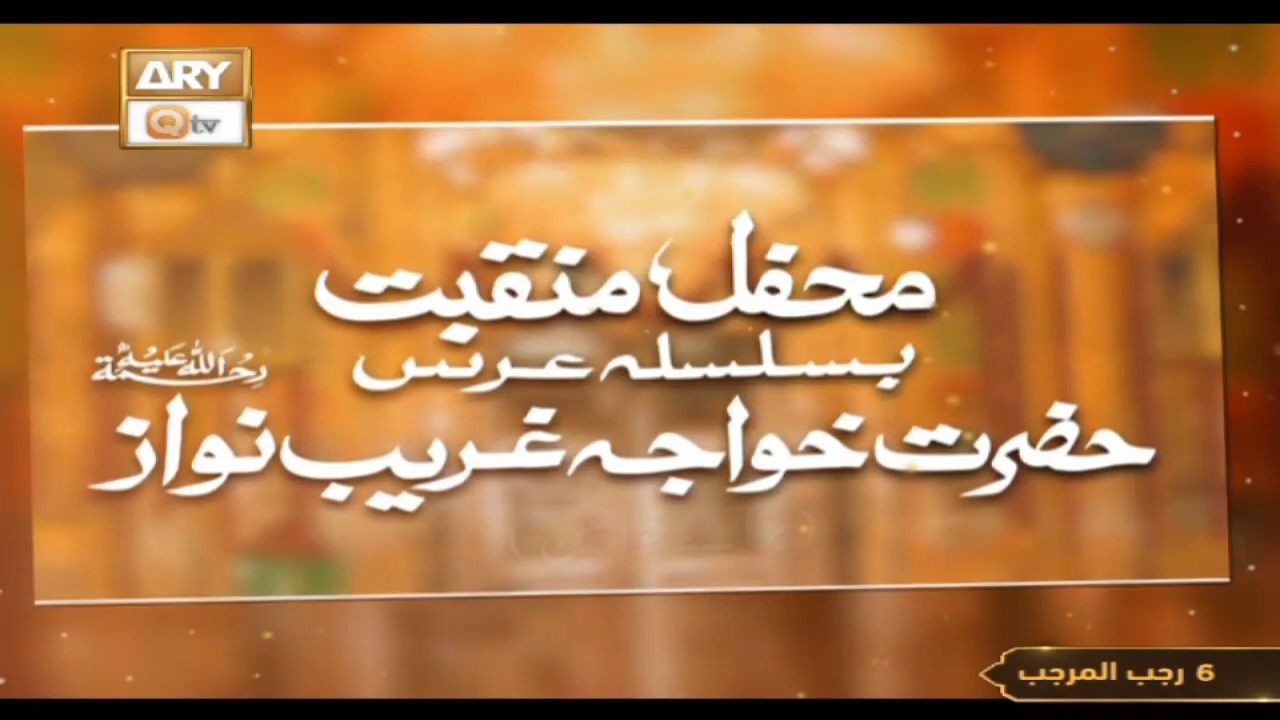 ARY
Qtv
محفلِ منقبت
بسلسلہ عرس
حضرت خواجہ غریب نواز رحمۃ اللہ علیہ
6 رجب المرجب